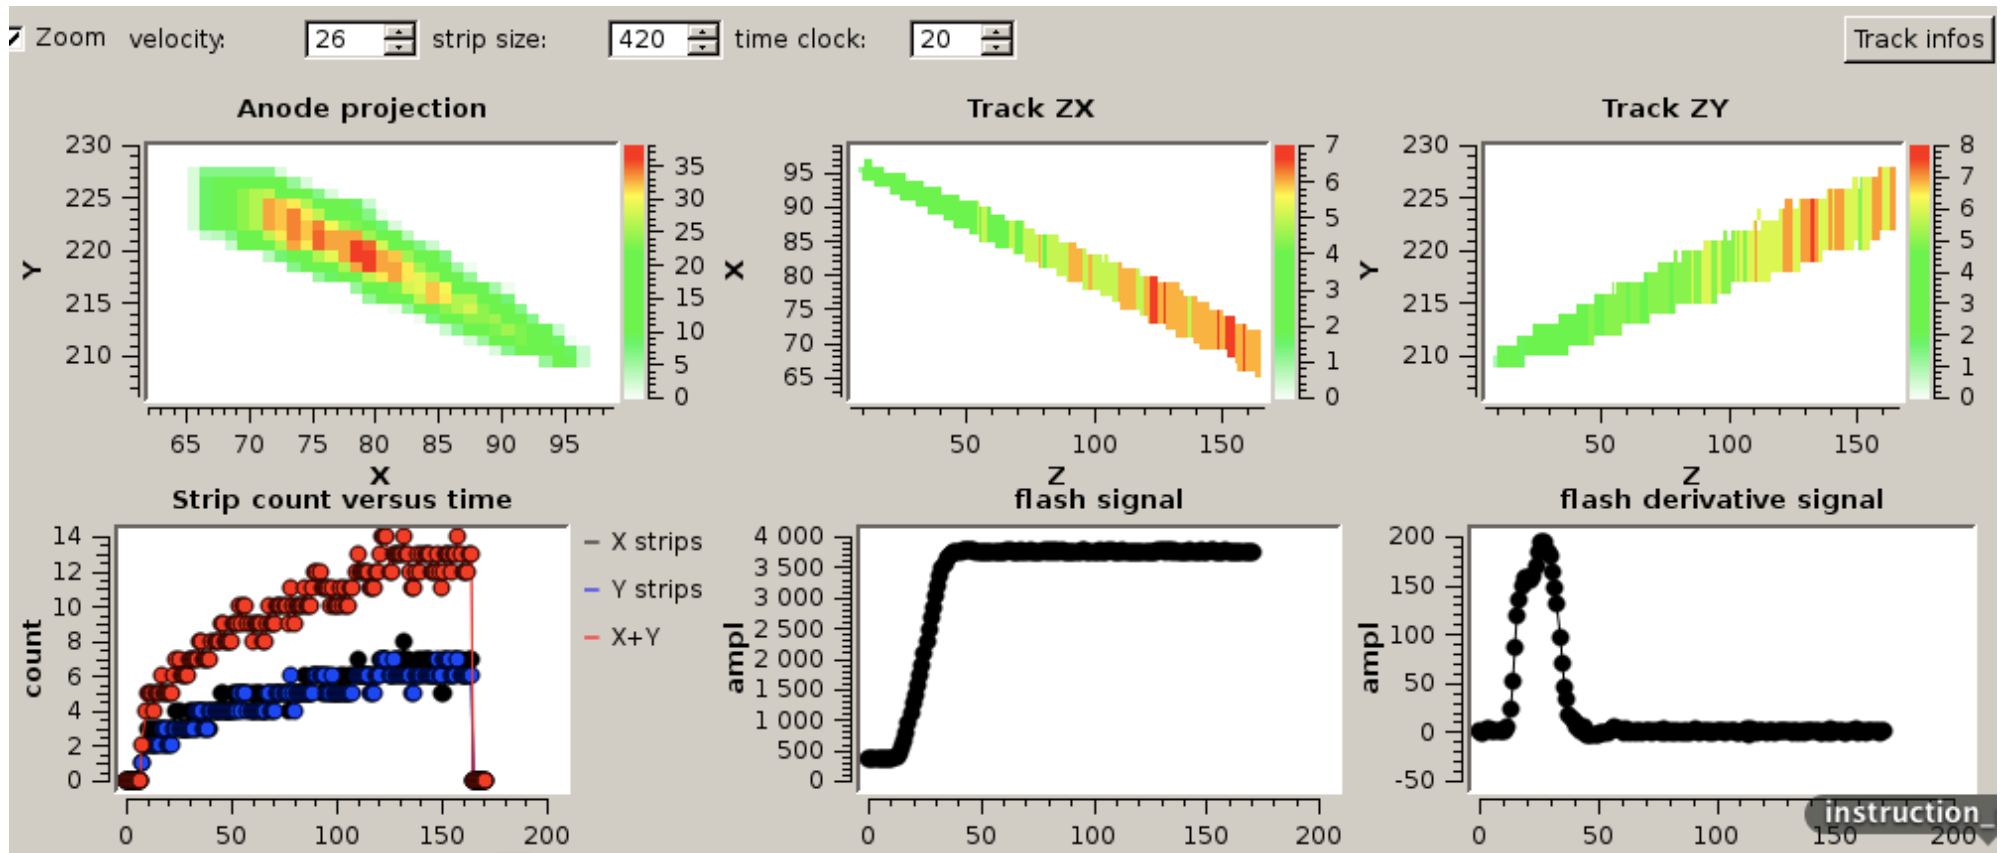 Zoom velocity: 26 strip size: 420 time clock: 20 Track infos
Anode projection
230
225
220
215
210
Y
65 70 75 80 85 90 95
X
35
30
25
20
15
10
5
0
Track ZX
95
90
85
80
75
70
65
X
50 100 150
Z
7
6
5
4
3
2
1
0
Track ZY
230
225
220
215
210
Y
50 100 150
Z
8
7
6
5
4
3
2
1
0
Strip count versus time
14
12
10
8
6
4
2
0
count
0 50 100 150 200
X strips
Y strips
X+Y
flash signal
4 000
3 500
3 000
2 500
2 000
1 500
1 000
500
0
ampl
0 50 100 150 200
flash derivative signal
200
150
100
50
0
-50
ampl
0 50 100 150 200
instruction_